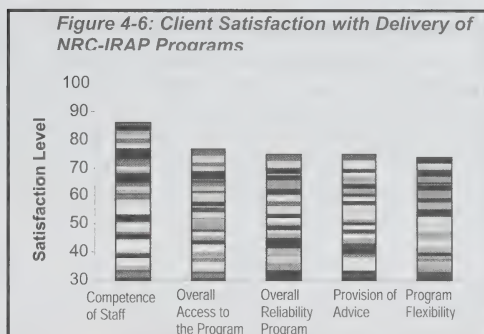 Figure 4-6: Client Satisfaction with Delivery of
NRC-IRAP Programs
Satisfaction Level
100
90
80
70
60
50
40
30
Competence
of Staff
Overall
Access to
the Program
Overall
Reliability
Program
Provision of
Advice
Program
Flexibility